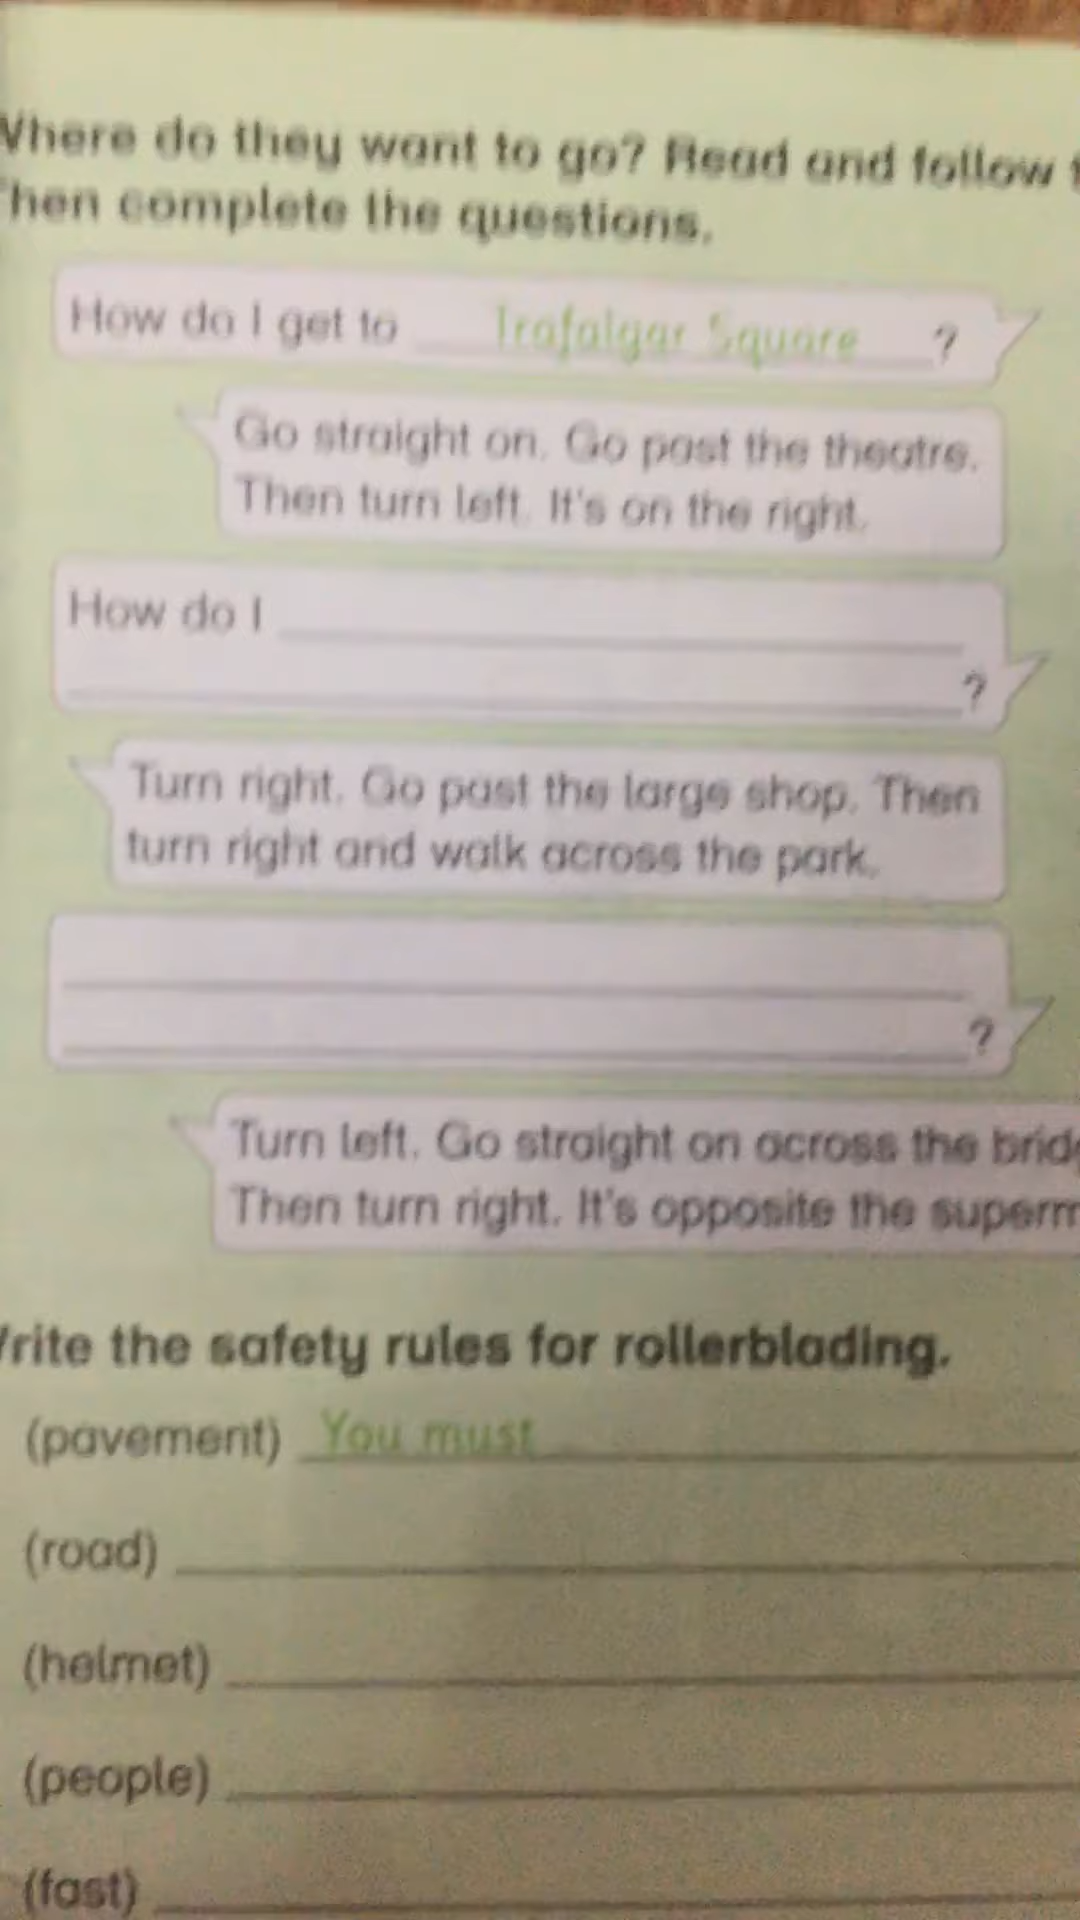 Where do they want to go? Read and follow
Then complete the questions.
How do I get to Trafalgar Square ?
Go straight on. Go past the theatre.
Then turn left. It's on the right.
How do I
?
Turn right. Go past the large shop. Then
turn right and walk across the park.
?
Turn left. Go straight on across the
Then turn right. It's opposite the
Write the safety rules for rollerblading.
(pavement) You must
(road)
(helmet)
(people)
(fast)